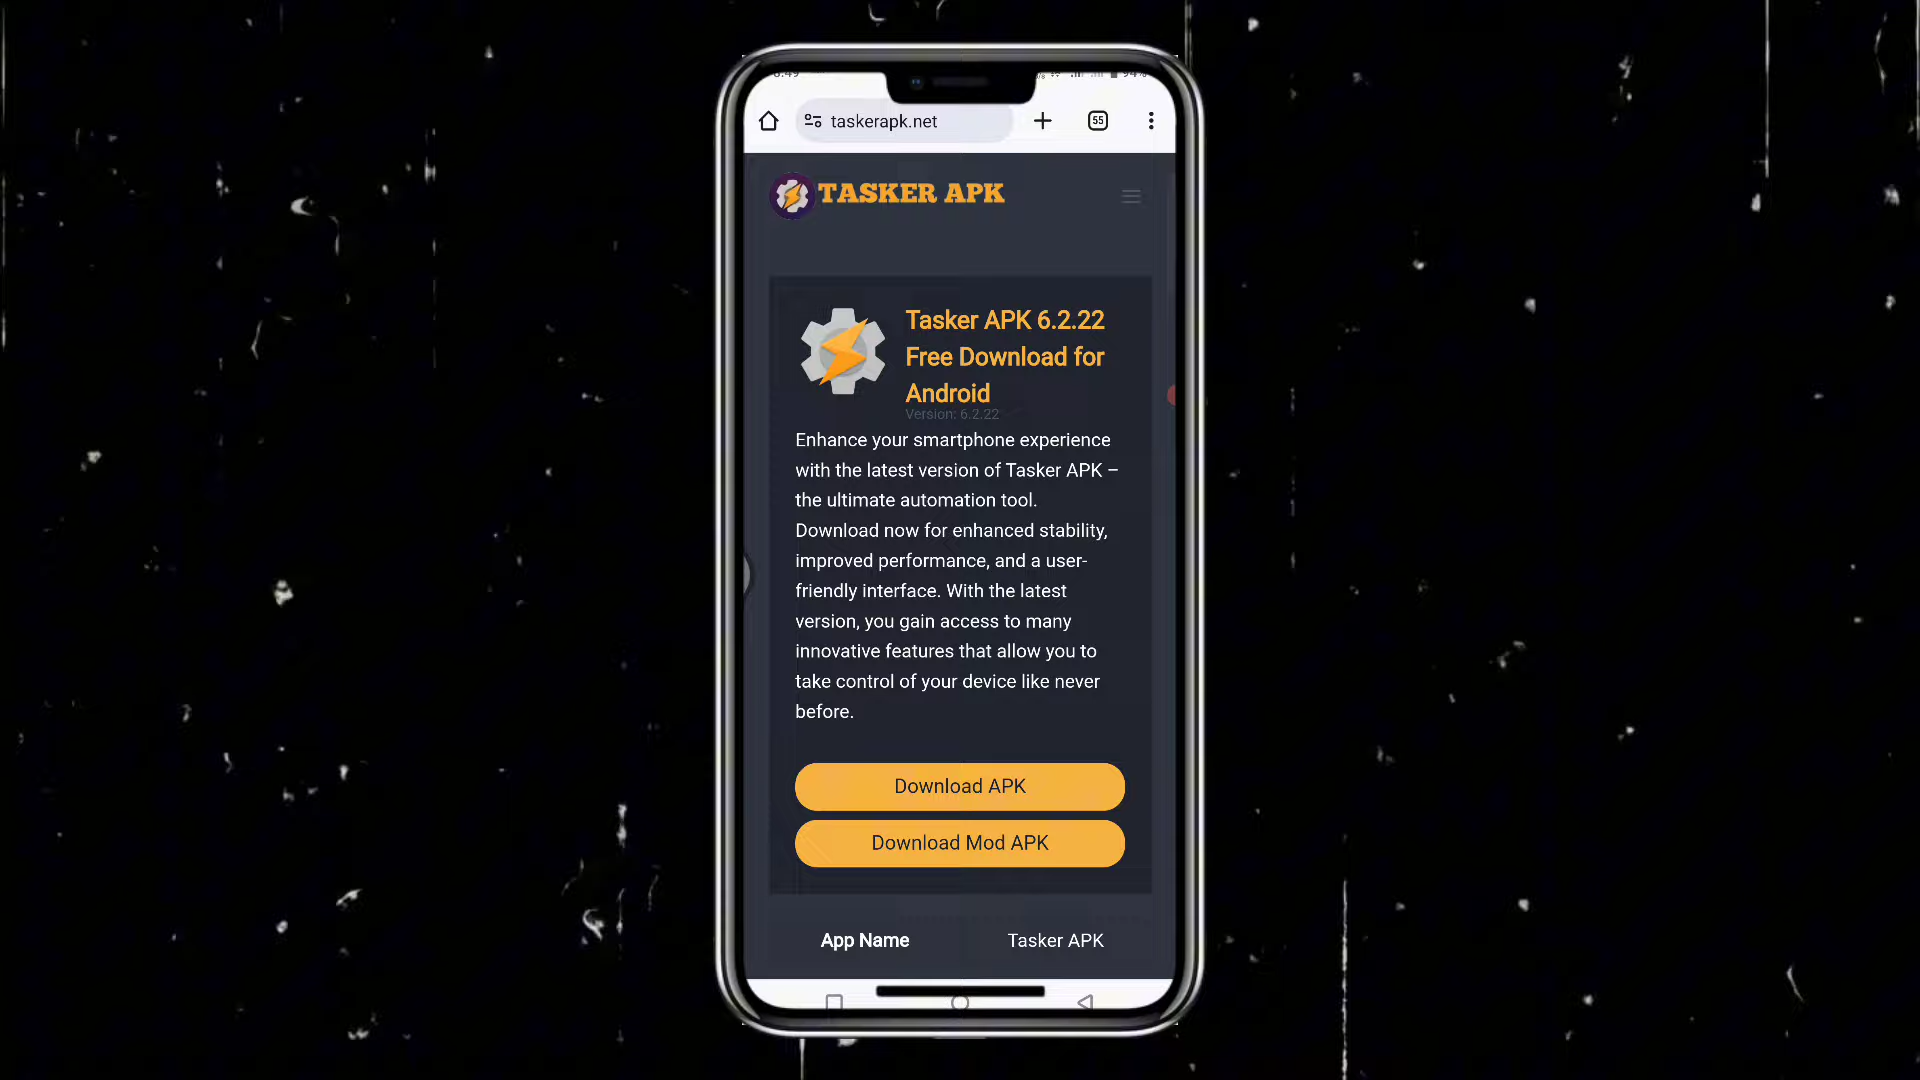 taskerapk.net
55
TASKER APK
Tasker APK 6.2.22
Free Download for
Android
Version: 6.2.22
Enhance your smartphone experience
with the latest version of Tasker APK –
the ultimate automation tool.
Download now for enhanced stability,
improved performance, and a user-
friendly interface. With the latest
version, you gain access to many
innovative features that allow you to
take control of your device like never
before.
Download APK
Download Mod APK
App Name Tasker APK